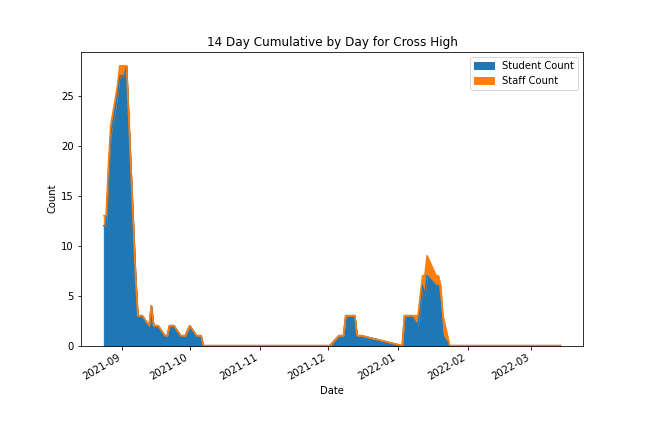 14 Day Cumulative by Day for Cross High
Student Count
Staff Count
Count
25
20
15
10
5
0
2021-09
2021-10
2021-11
2021-12
2022-01
2022-02
2022-03
Date